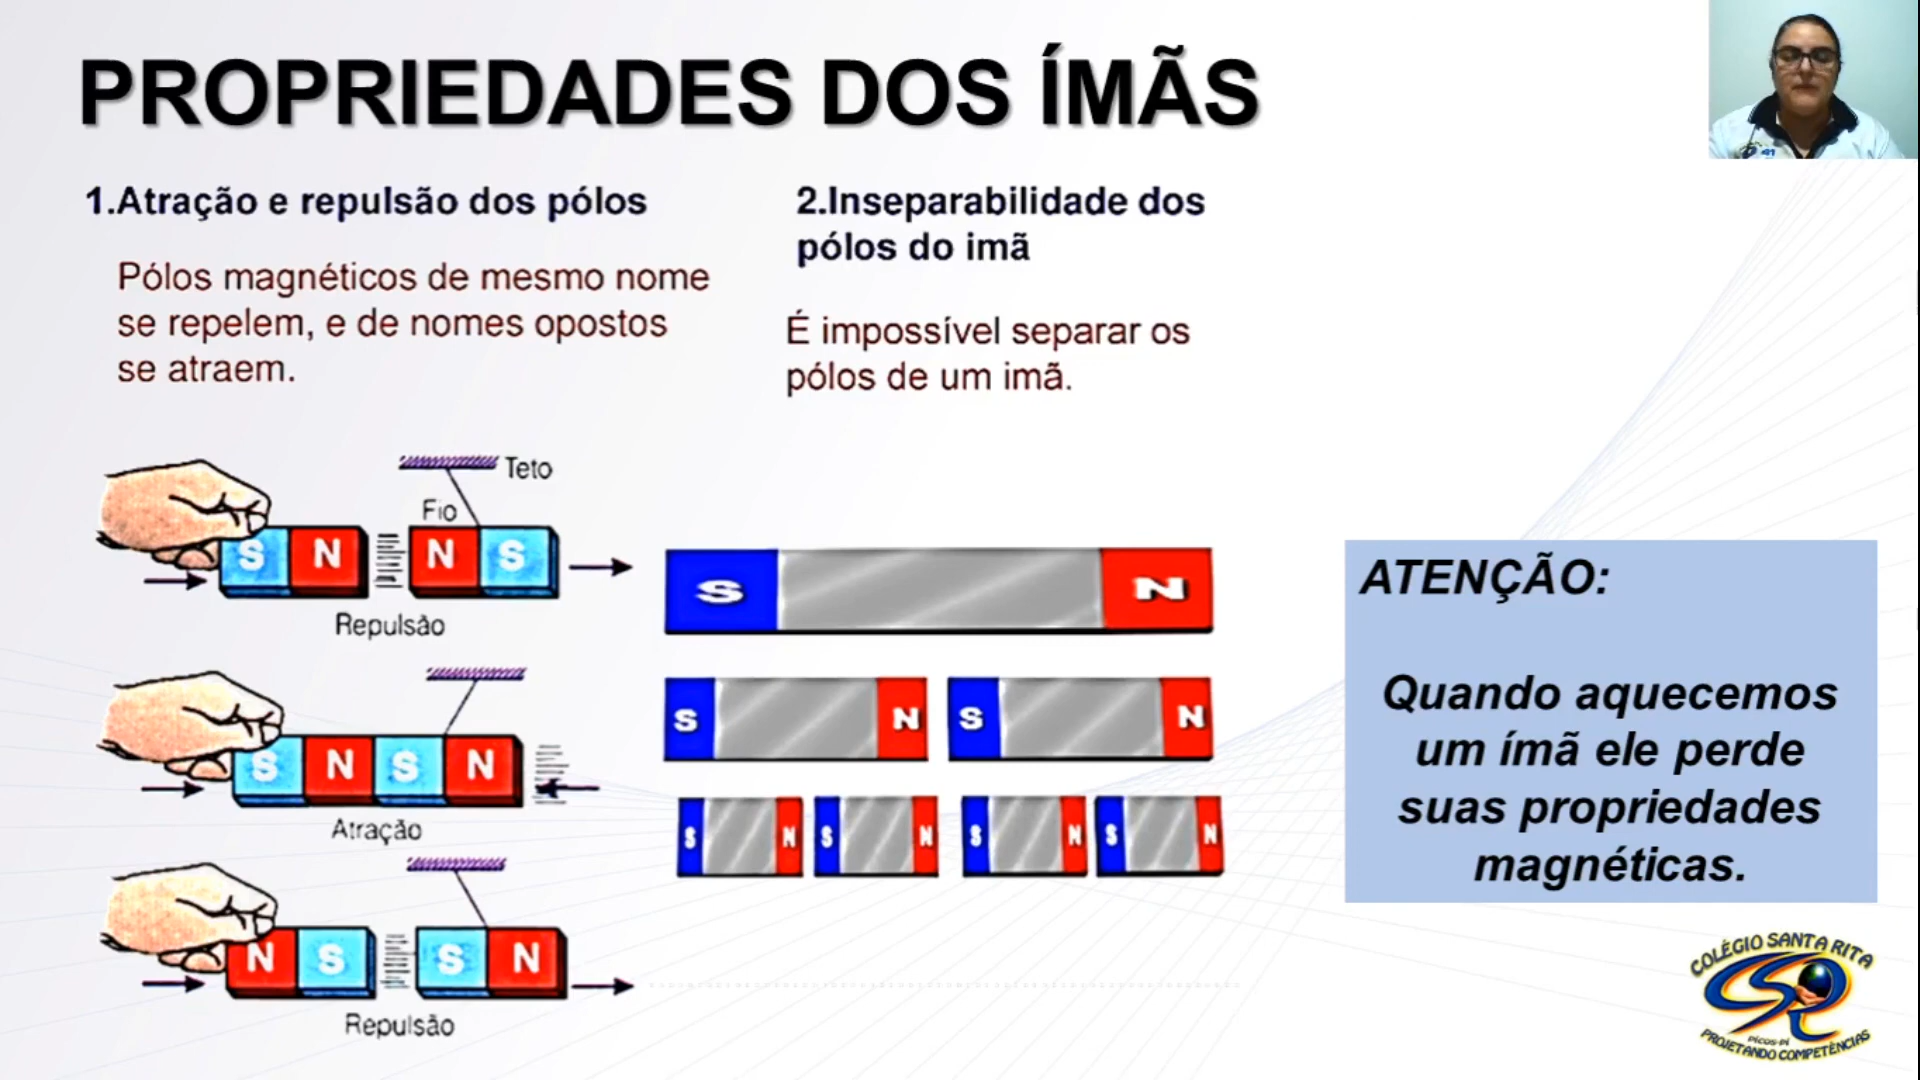 PROPRIEDADES DOS ÍMÃS
1.Atração e repulsão dos pólos
Pólos magnéticos de mesmo nome
se repelem, e de nomes opostos
se atraem.
2.Inseparabilidade dos
pólos do imã
É impossível separar os
pólos de um imã.
Teto
Fio
S N N S
Repulsão
S N S N
Atração
N S S N
Repulsão
S N
S N S N
S N S N S N S N
ATENÇÃO:
Quando aquecemos
um ímã ele perde
suas propriedades
magnéticas.
COLÉGIO SANTA RITA
PICOS-PI
PROJETANDO COMPETÊNCIAS